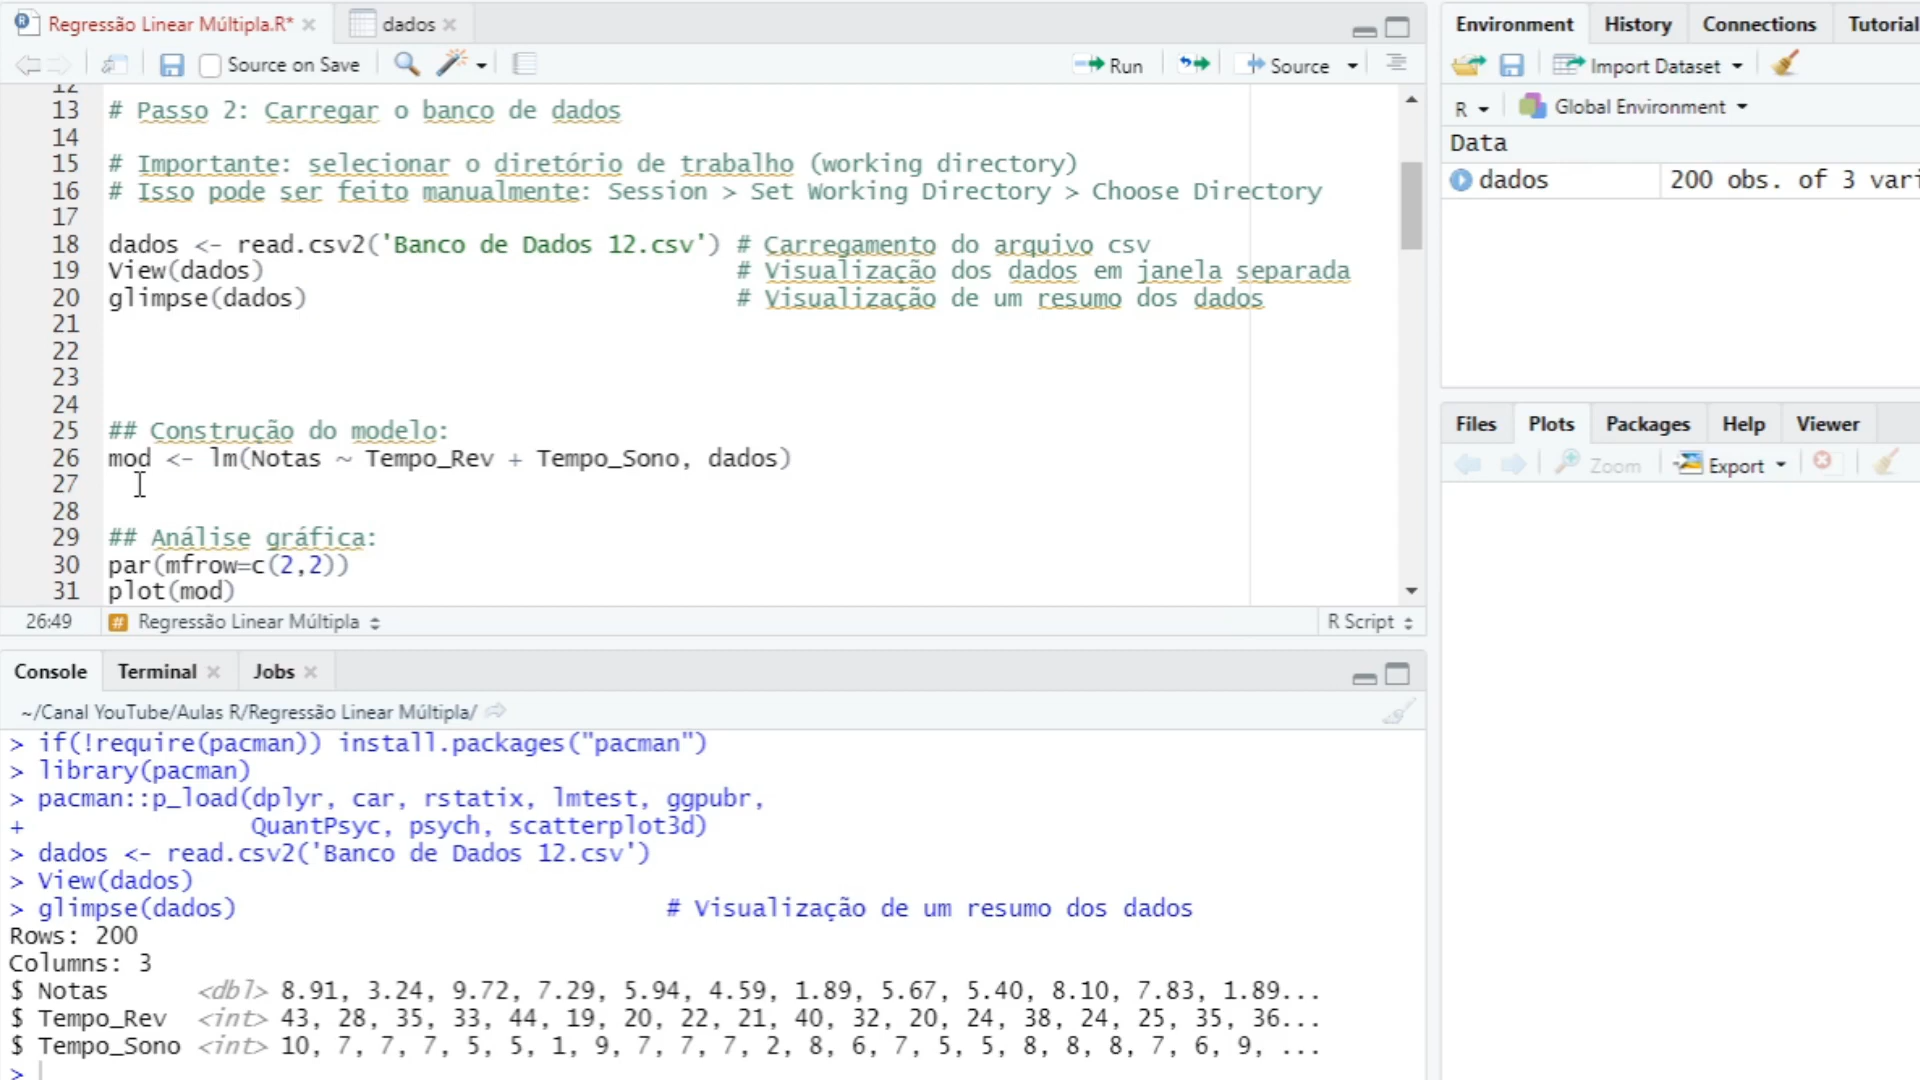 Regressão Linear Múltipla.R*
dados
Source on Save
Run
Source
12
13 # Passo 2: Carregar o banco de dados
14
15 # Importante: selecionar o diretório de trabalho (working directory)
16 # Isso pode ser feito manualmente: Session > Set Working Directory > Choose Directory
17
18 dados <- read.csv2('Banco de Dados 12.csv') # Carregamento do arquivo csv
19 View(dados) # Visualização dos dados em janela separada
20 glimpse(dados) # Visualização de um resumo dos dados
21
22
23
24
25 ## Construção do modelo:
26 mod <- lm(Notas ~ Tempo_Rev + Tempo_Sono, dados)
27
28
29 ## Análise gráfica:
30 par(mfrow=c(2,2))
31 plot(mod)
26:49 # Regressão Linear Múltipla R Script
Console Terminal Jobs
~/Canal YouTube/Aulas R/Regressão Linear Múltipla/
> if(!require(pacman)) install.packages("pacman")
> library(pacman)
> pacman::p_load(dplyr, car, rstatix, lmtest, ggpubr,
+ QuantPsyc, psych, scatterplot3d)
> dados <- read.csv2('Banco de Dados 12.csv')
> View(dados)
> glimpse(dados) # Visualização de um resumo dos dados
Rows: 200
Columns: 3
$ Notas <dbl> 8.91, 3.24, 9.72, 7.29, 5.94, 4.59, 1.89, 5.67, 5.40, 8.10, 7.83, 1.89...
$ Tempo_Rev <int> 43, 28, 35, 33, 44, 19, 20, 22, 21, 40, 32, 20, 24, 38, 24, 25, 35, 36...
$ Tempo_Sono <int> 10, 7, 7, 7, 5, 5, 1, 9, 7, 7, 7, 2, 8, 6, 7, 5, 5, 8, 8, 8, 7, 6, 9, ...
>
Environment History Connections Tutorial
Import Dataset
R Global Environment
Data
dados 200 obs. of 3 vari
Files Plots Packages Help Viewer
Zoom Export